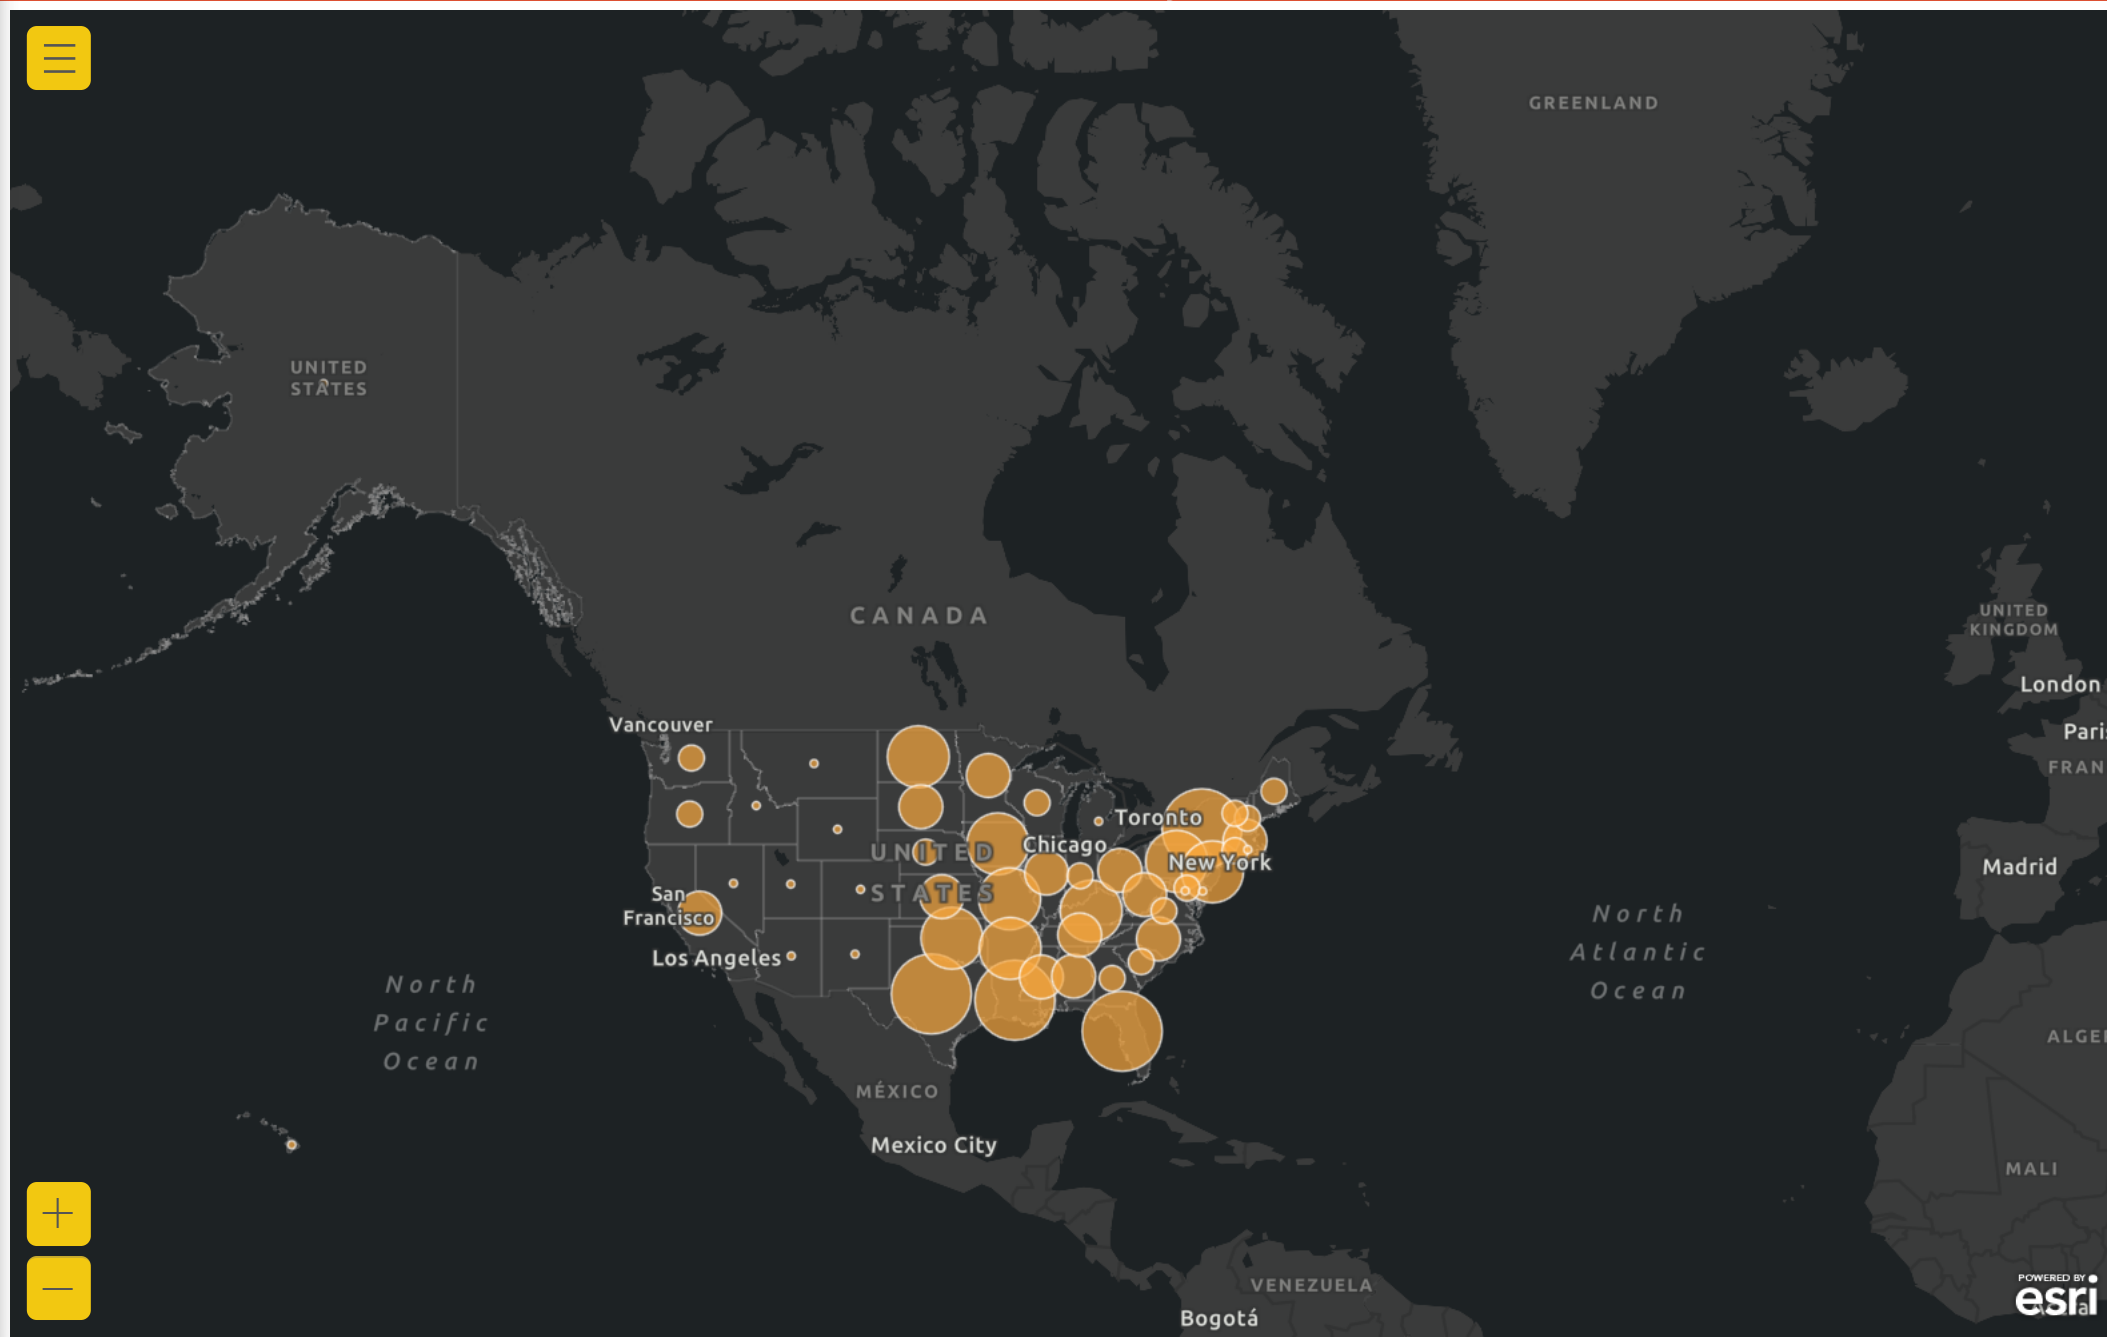 GREENLAND
UNITED
STATES
CANADA
UNITED
KINGDOM
London
Vancouver
FRAN
Toronto
Chicago
UNITED
New York
Madrid
San
STATES
Francisco
Los Angeles
North
Atlantic
Ocean
North
Pacific
Ocean
ALGE
MÉXICO
Mexico City
MALI
VENEZUELA
Bogotá
POWERED BY
esri